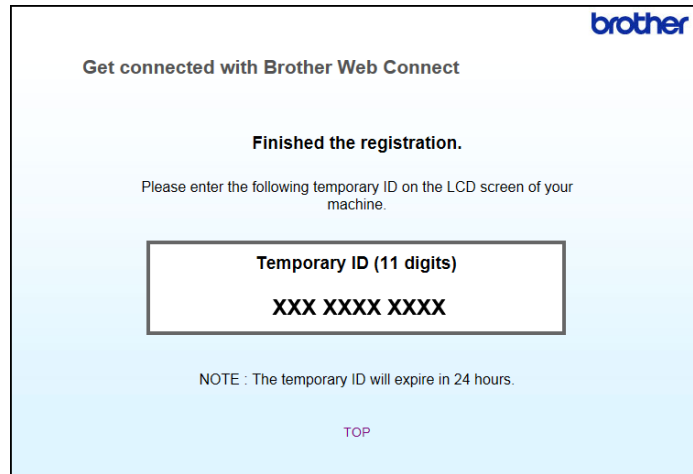 brother
Get connected with Brother Web Connect
Finished the registration.
Please enter the following temporary ID on the LCD screen of your
machine.
Temporary ID (11 digits)
XXX XXXX XXXX
NOTE : The temporary ID will expire in 24 hours.
TOP